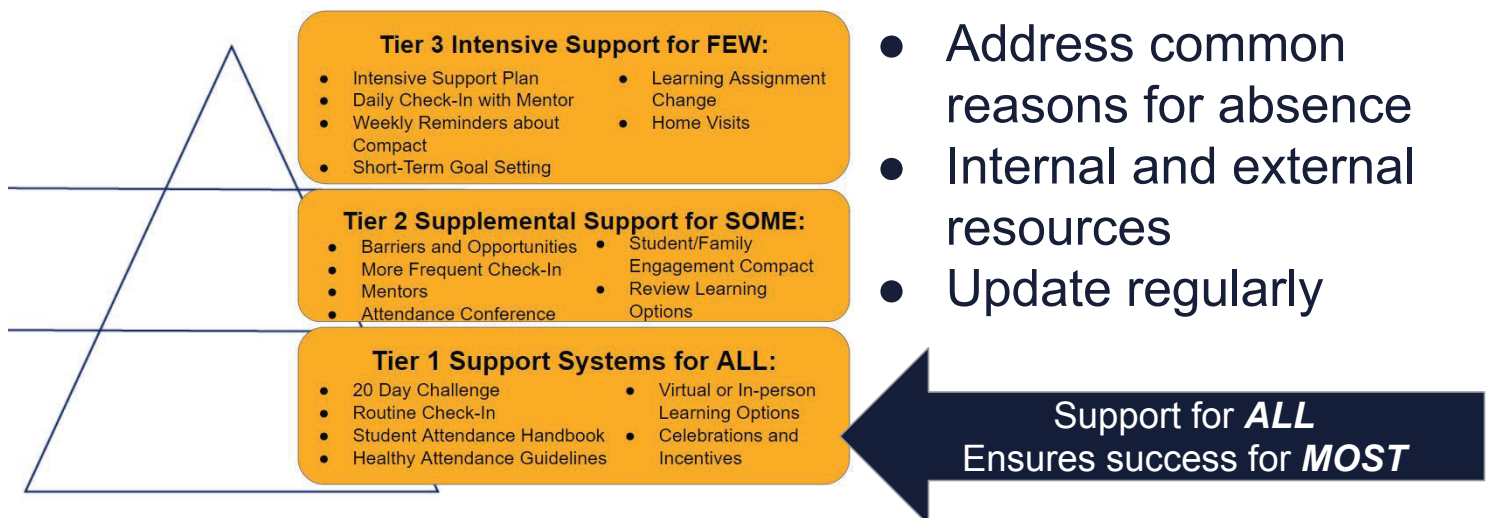 Tier 3 Intensive Support for FEW:
● Intensive Support Plan
● Daily Check-In with Mentor
● Weekly Reminders about
Compact
● Short-Term Goal Setting
● Learning Assignment
Change
● Home Visits
Tier 2 Supplemental Support for SOME:
● Barriers and Opportunities
● More Frequent Check-In
● Mentors
● Attendance Conference
● Student/Family
Engagement Compact
● Review Learning
Options
Tier 1 Support Systems for ALL:
● 20 Day Challenge
● Routine Check-In
● Student Attendance Handbook
● Healthy Attendance Guidelines
● Virtual or In-person
Learning Options
● Celebrations and
Incentives
● Address common
reasons for absence
● Internal and external
resources
● Update regularly
Support for ALL
Ensures success for MOST